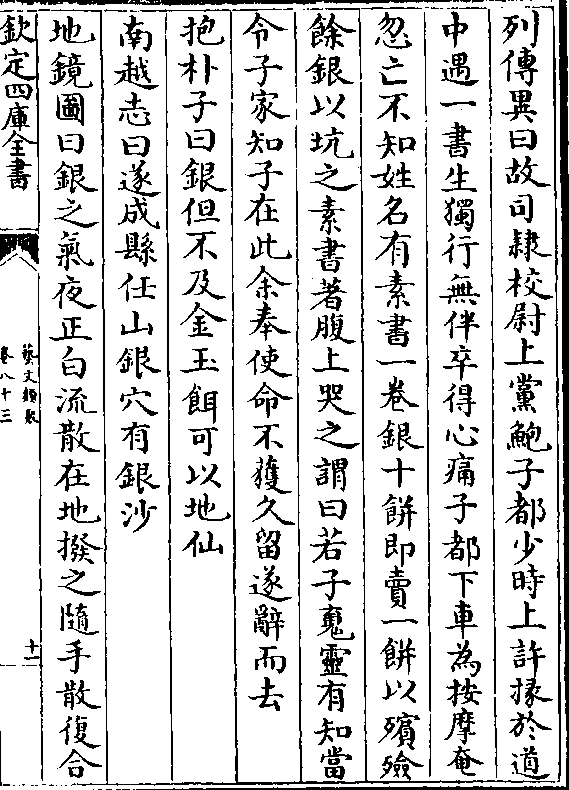 列傳異曰故司隸校尉上黨鮑子都少時上許掾於道
中遇一書生獨行無伴卒得心痛子都下車為按摩奄
忽亡不知姓名有素書一卷銀十餅即賣一餅以殯殮
餘銀以坑之素書著腹上哭之謂曰若子䰟靈有知當
令子家知子在此余奉使命不獲久留遂辭而去
抱朴子曰銀但不及金玉餌可以地仙
南越志曰遂成縣任山銀穴有銀沙
地鏡圖曰銀之氣夜正白流散在地撥之隨手散復合
欽定四庫全書
藝文類聚
卷八十三
十二